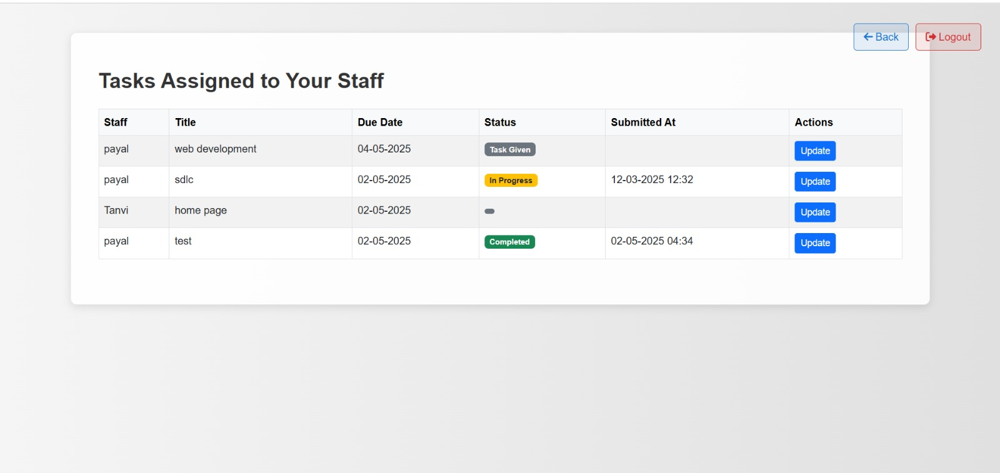 Back Logout
Tasks Assigned to Your Staff
Staff Title Due Date Status Submitted At Actions
payal web development 04-05-2025 Task Given Update
payal sdlc 02-05-2025 In Progress 12-03-2025 12:32 Update
Tanvi home page 02-05-2025 Update
payal test 02-05-2025 Completed 02-05-2025 04:34 Update